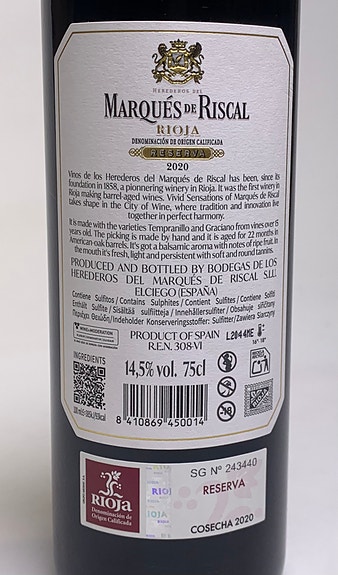 HEREDEROS DEL
MARQUÉS DE RISCAL
RIOJA
DENOMINACIÓN DE ORIGEN CALIFICADA
RESERVA
2020
Vinos de los Herederos del Marqués de Riscal has been, since its
foundation in 1858, a pionnering winery in Rioja. It was the first winery in
Rioja making barrel-aged wines. Vivid Sensations of Marqués de Riscal
takes shape in the City of Wine, where tradition and innovation live
together in perfect harmony.
It is made with the varieties Tempranillo and Graciano from vines over 15
years old. The picking is made by hand and it is aged for 22 months in
American oak barrels. It's got a balsamic aroma with notes of ripe fruit. In
the mouth it's fresh, light and persistent with soft and round tannins.
PRODUCED AND BOTTLED BY BODEGAS DE LOS
HEREDEROS DEL MARQUÉS DE RISCAL S.L.U.
ELCIEGO (ESPAÑA)
Contiene Sulfitos / Contains Sulphites / Contient Sulfites / Contiene Solfiti
Enthält Sulfite / Sisältää sulfiitteja / Innehåller sulfiter / Obsahuje siřičitany
Περιέχει Θειώδη / Indeholder Konserveringsstoffer: Sulfitter / Zawiera Siarczyny
WINE in MODERATION
PRODUCT OF SPAIN
R.E.N. 308-VI
L2044ME
16° 18°
INGREDIENTS
14,5% vol. 75cl
8 410869 450014
SG Nº 243440
RIOJA
Denominación de
Origen Calificada
RESERVA
COSECHA 2020